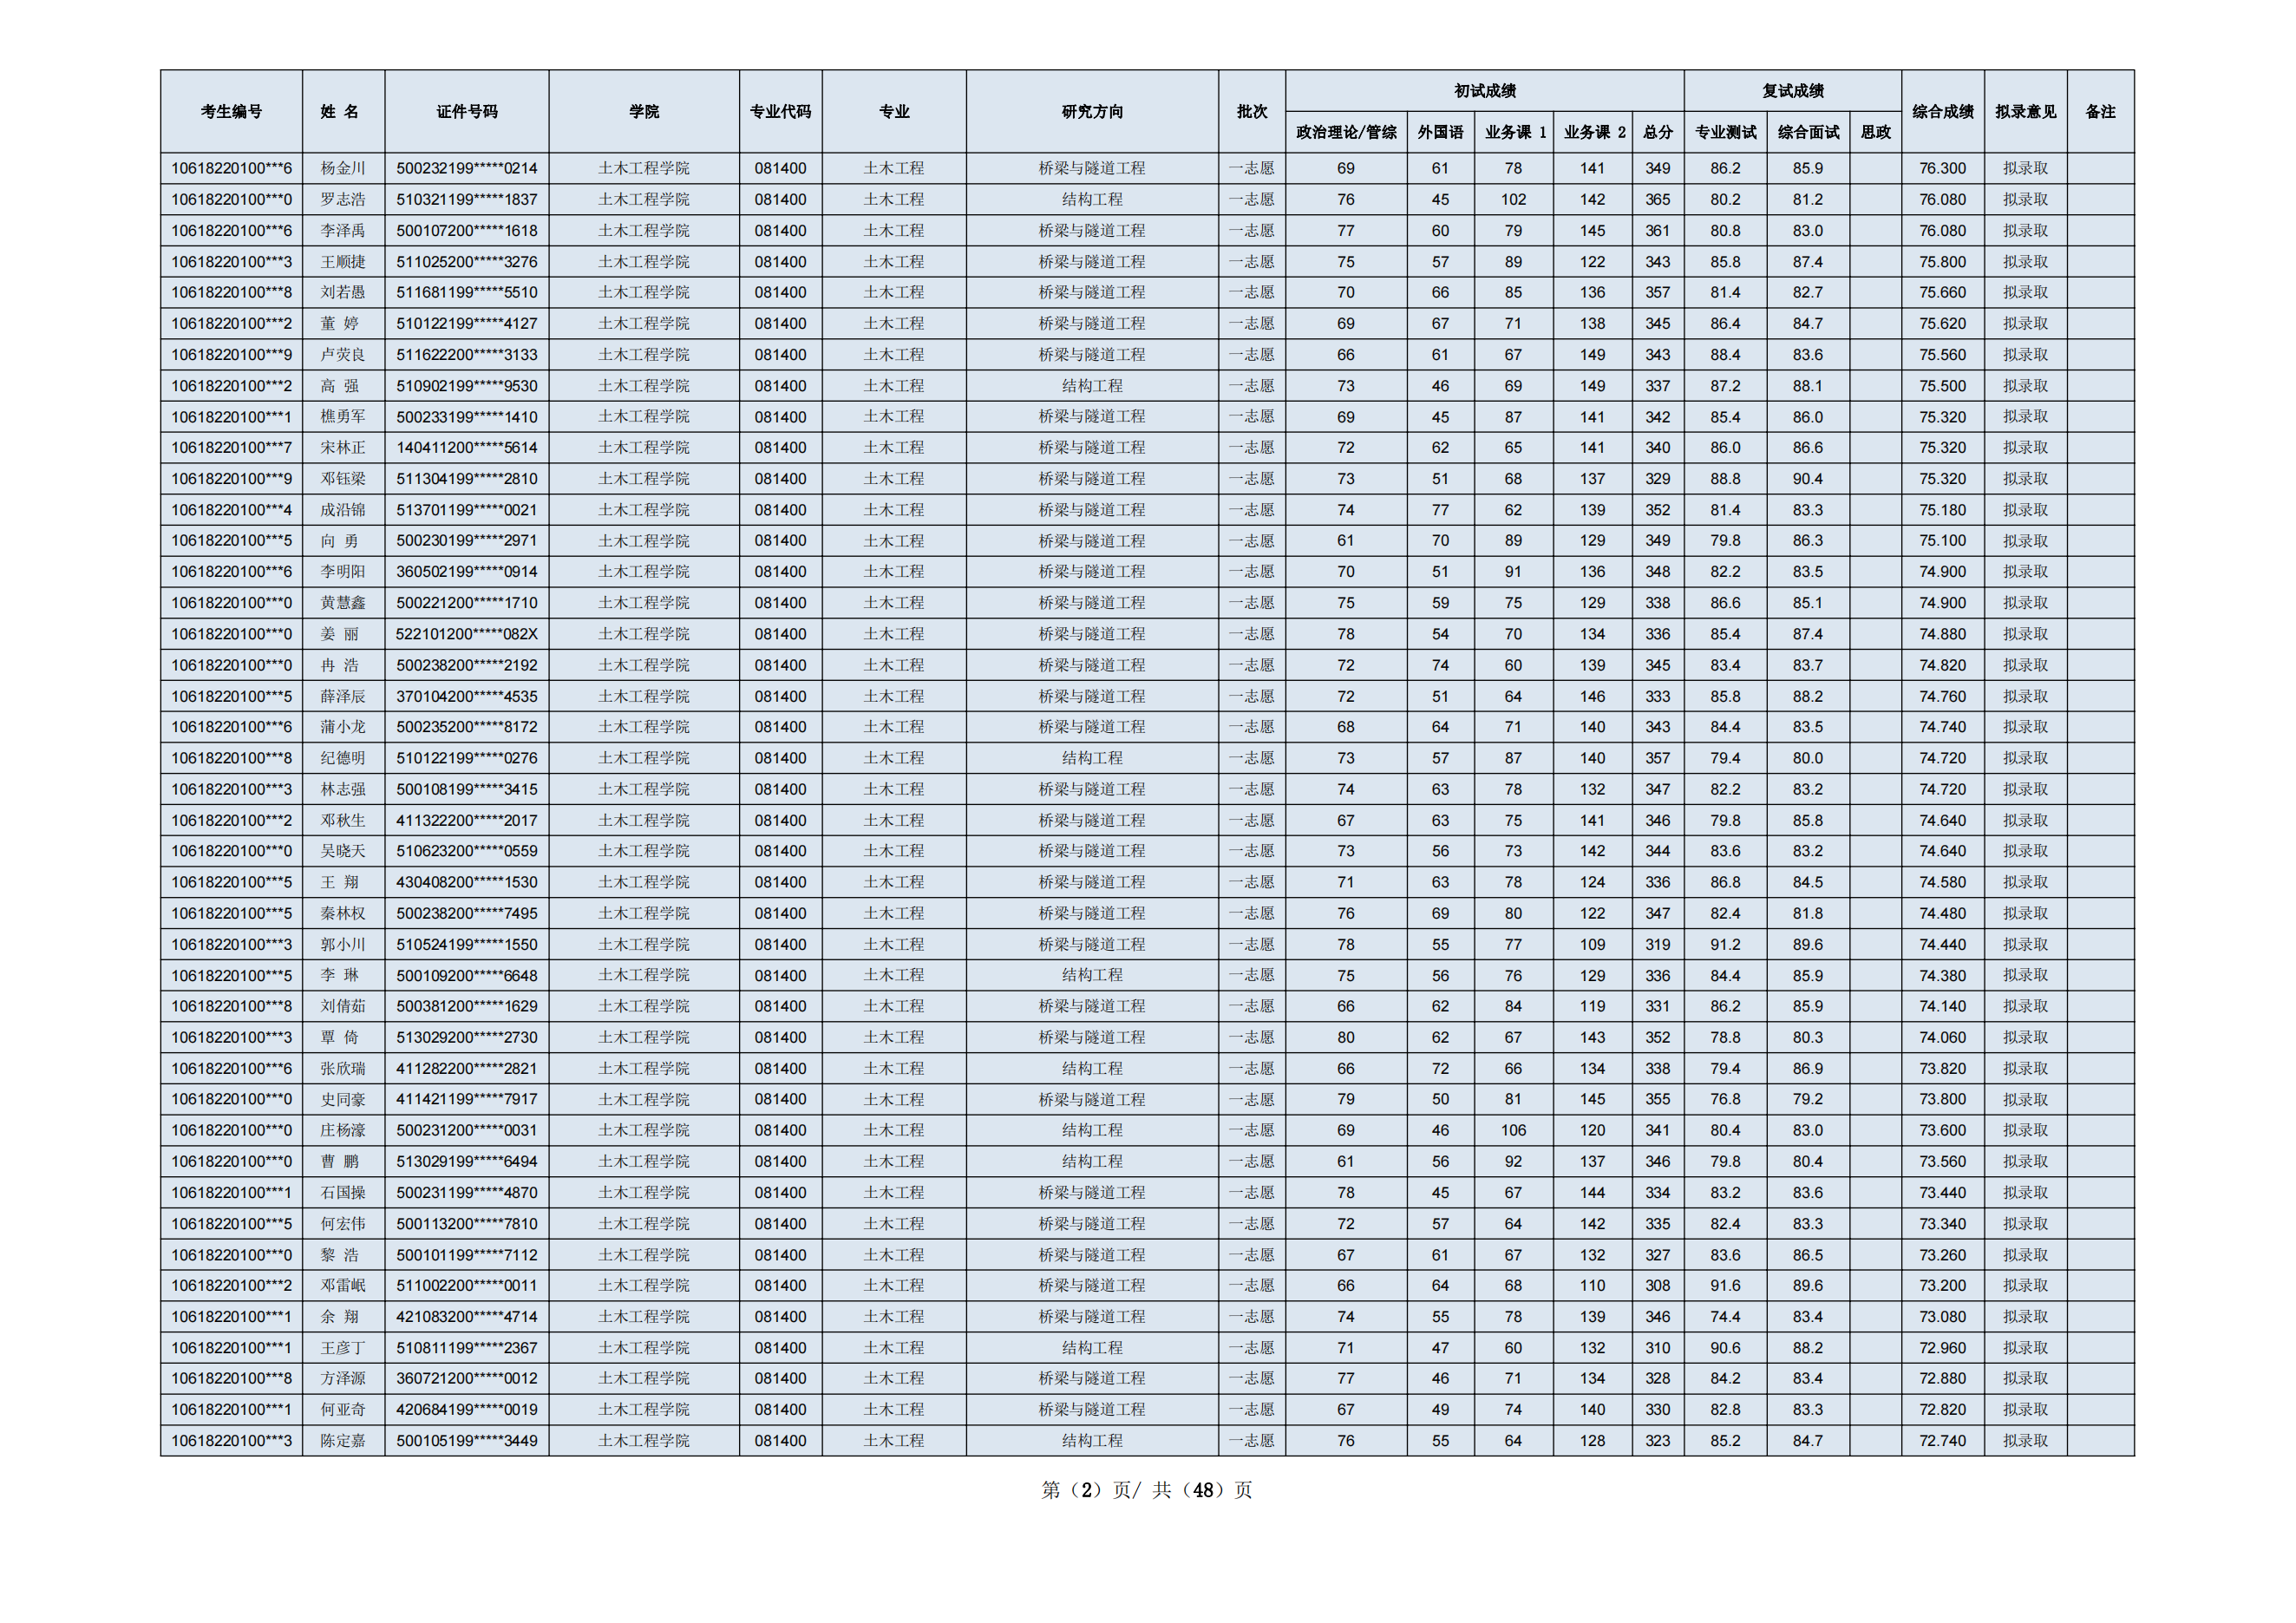 考生编号 姓 名 证件号码 学院 专业代码 专业 研究方向 批次 初试成绩 复试成绩 综合成绩 拟录意见 备注
政治理论/管综 外国语 业务课 1 业务课 2 总分 专业测试 综合面试 思政
10618220100***6 杨金川 500232199*****0214 土木工程学院 081400 土木工程 桥梁与隧道工程 一志愿 69 61 78 141 349 86.2 85.9 76.300 拟录取
10618220100***0 罗志浩 510321199*****1837 土木工程学院 081400 土木工程 结构工程 一志愿 76 45 102 142 365 80.2 81.2 76.080 拟录取
10618220100***6 李泽禹 500107200*****1618 土木工程学院 081400 土木工程 桥梁与隧道工程 一志愿 77 60 79 145 361 80.8 83.0 76.080 拟录取
10618220100***3 王顺捷 511025200*****3276 土木工程学院 081400 土木工程 桥梁与隧道工程 一志愿 75 57 89 122 343 85.8 87.4 75.800 拟录取
10618220100***8 刘若愚 511681199*****5510 土木工程学院 081400 土木工程 桥梁与隧道工程 一志愿 70 66 85 136 357 81.4 82.7 75.660 拟录取
10618220100***2 董 婷 510122199*****4127 土木工程学院 081400 土木工程 桥梁与隧道工程 一志愿 69 67 71 138 345 86.4 84.7 75.620 拟录取
10618220100***9 卢荧良 511622200*****3133 土木工程学院 081400 土木工程 桥梁与隧道工程 一志愿 66 61 67 149 343 88.4 83.6 75.560 拟录取
10618220100***2 高 强 510902199*****9530 土木工程学院 081400 土木工程 结构工程 一志愿 73 46 69 149 337 87.2 88.1 75.500 拟录取
10618220100***1 樵勇军 500233199*****1410 土木工程学院 081400 土木工程 桥梁与隧道工程 一志愿 69 45 87 141 342 85.4 86.0 75.320 拟录取
10618220100***7 宋林正 140411200*****5614 土木工程学院 081400 土木工程 桥梁与隧道工程 一志愿 72 62 65 141 340 86.0 86.6 75.320 拟录取
10618220100***9 邓钰梁 511304199*****2810 土木工程学院 081400 土木工程 桥梁与隧道工程 一志愿 73 51 68 137 329 88.8 90.4 75.320 拟录取
10618220100***4 成沿锦 513701199*****0021 土木工程学院 081400 土木工程 桥梁与隧道工程 一志愿 74 77 62 139 352 81.4 83.3 75.180 拟录取
10618220100***5 向 勇 500230199*****2971 土木工程学院 081400 土木工程 桥梁与隧道工程 一志愿 61 70 89 129 349 79.8 86.3 75.100 拟录取
10618220100***6 李明阳 360502199*****0914 土木工程学院 081400 土木工程 桥梁与隧道工程 一志愿 70 51 91 136 348 82.2 83.5 74.900 拟录取
10618220100***0 黄慧鑫 500221200*****1710 土木工程学院 081400 土木工程 桥梁与隧道工程 一志愿 75 59 75 129 338 86.6 85.1 74.900 拟录取
10618220100***0 姜 丽 522101200*****082X 土木工程学院 081400 土木工程 桥梁与隧道工程 一志愿 78 54 70 134 336 85.4 87.4 74.880 拟录取
10618220100***0 冉 浩 500238200*****2192 土木工程学院 081400 土木工程 桥梁与隧道工程 一志愿 72 74 60 139 345 83.4 83.7 74.820 拟录取
10618220100***5 薛泽辰 370104200*****4535 土木工程学院 081400 土木工程 桥梁与隧道工程 一志愿 72 51 64 146 333 85.8 88.2 74.760 拟录取
10618220100***6 蒲小龙 500235200*****8172 土木工程学院 081400 土木工程 桥梁与隧道工程 一志愿 68 64 71 140 343 84.4 83.5 74.740 拟录取
10618220100***8 纪德明 510122199*****0276 土木工程学院 081400 土木工程 结构工程 一志愿 73 57 87 140 357 79.4 80.0 74.720 拟录取
10618220100***3 林志强 500108199*****3415 土木工程学院 081400 土木工程 桥梁与隧道工程 一志愿 74 63 78 132 347 82.2 83.2 74.720 拟录取
10618220100***2 邓秋生 411322200*****2017 土木工程学院 081400 土木工程 桥梁与隧道工程 一志愿 67 63 75 141 346 79.8 85.8 74.640 拟录取
10618220100***0 吴晓天 510623200*****0559 土木工程学院 081400 土木工程 桥梁与隧道工程 一志愿 73 56 73 142 344 83.6 83.2 74.640 拟录取
10618220100***5 王 翔 430408200*****1530 土木工程学院 081400 土木工程 桥梁与隧道工程 一志愿 71 63 78 124 336 86.8 84.5 74.580 拟录取
10618220100***5 秦林权 500238200*****7495 土木工程学院 081400 土木工程 桥梁与隧道工程 一志愿 76 69 80 122 347 82.4 81.8 74.480 拟录取
10618220100***3 郭小川 510524199*****1550 土木工程学院 081400 土木工程 桥梁与隧道工程 一志愿 78 55 77 109 319 91.2 89.6 74.440 拟录取
10618220100***5 李 琳 500109200*****6648 土木工程学院 081400 土木工程 结构工程 一志愿 75 56 76 129 336 84.4 85.9 74.380 拟录取
10618220100***8 刘倩茹 500381200*****1629 土木工程学院 081400 土木工程 桥梁与隧道工程 一志愿 66 62 84 119 331 86.2 85.9 74.140 拟录取
10618220100***3 覃 倚 513029200*****2730 土木工程学院 081400 土木工程 桥梁与隧道工程 一志愿 80 62 67 143 352 78.8 80.3 74.060 拟录取
10618220100***6 张欣瑞 411282200*****2821 土木工程学院 081400 土木工程 结构工程 一志愿 66 72 66 134 338 79.4 86.9 73.820 拟录取
10618220100***0 史同豪 411421199*****7917 土木工程学院 081400 土木工程 桥梁与隧道工程 一志愿 79 50 81 145 355 76.8 79.2 73.800 拟录取
10618220100***0 庄杨濠 500231200*****0031 土木工程学院 081400 土木工程 结构工程 一志愿 69 46 106 120 341 80.4 83.0 73.600 拟录取
10618220100***0 曹 鹏 513029199*****6494 土木工程学院 081400 土木工程 结构工程 一志愿 61 56 92 137 346 79.8 80.4 73.560 拟录取
10618220100***1 石国操 500231199*****4870 土木工程学院 081400 土木工程 桥梁与隧道工程 一志愿 78 45 67 144 334 83.2 83.6 73.440 拟录取
10618220100***5 何宏伟 500113200*****7810 土木工程学院 081400 土木工程 桥梁与隧道工程 一志愿 72 57 64 142 335 82.4 83.3 73.340 拟录取
10618220100***0 黎 浩 500101199*****7112 土木工程学院 081400 土木工程 桥梁与隧道工程 一志愿 67 61 67 132 327 83.6 86.5 73.260 拟录取
10618220100***2 邓雷岷 511002200*****0011 土木工程学院 081400 土木工程 桥梁与隧道工程 一志愿 66 64 68 110 308 91.6 89.6 73.200 拟录取
10618220100***1 余 翔 421083200*****4714 土木工程学院 081400 土木工程 桥梁与隧道工程 一志愿 74 55 78 139 346 74.4 83.4 73.080 拟录取
10618220100***1 王彦丁 510811199*****2367 土木工程学院 081400 土木工程 结构工程 一志愿 71 47 60 132 310 90.6 88.2 72.960 拟录取
10618220100***8 方泽源 360721200*****0012 土木工程学院 081400 土木工程 桥梁与隧道工程 一志愿 77 46 71 134 328 84.2 83.4 72.880 拟录取
10618220100***1 何亚奇 420684199*****0019 土木工程学院 081400 土木工程 桥梁与隧道工程 一志愿 67 49 74 140 330 82.8 83.3 72.820 拟录取
10618220100***3 陈定嘉 500105199*****3449 土木工程学院 081400 土木工程 结构工程 一志愿 76 55 64 128 323 85.2 84.7 72.740 拟录取
第（2）页/ 共（48）页